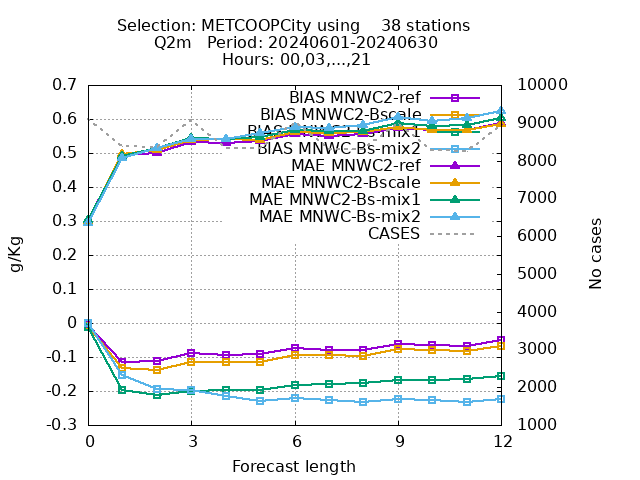 Selection: METCOOPCity using 38 stations
Q2m Period: 20240601-20240630
Hours: 00,03,...,21
0.7
0.6
0.5
0.4
0.3
0.2
0.1
0
-0.1
-0.2
-0.3
g/Kg
BIAS MNWC2-ref
BIAS MNWC2-Bscale
BIAS MNWC2-Bs-mix1
BIAS MNWC-Bs-mix2
MAE MNWC2-ref
MAE MNWC2-Bscale
MAE MNWC2-Bs-mix1
MAE MNWC-Bs-mix2
CASES
10000
9000
8000
7000
6000
5000
4000
3000
2000
1000
No cases
0 3 6 9 12
Forecast length